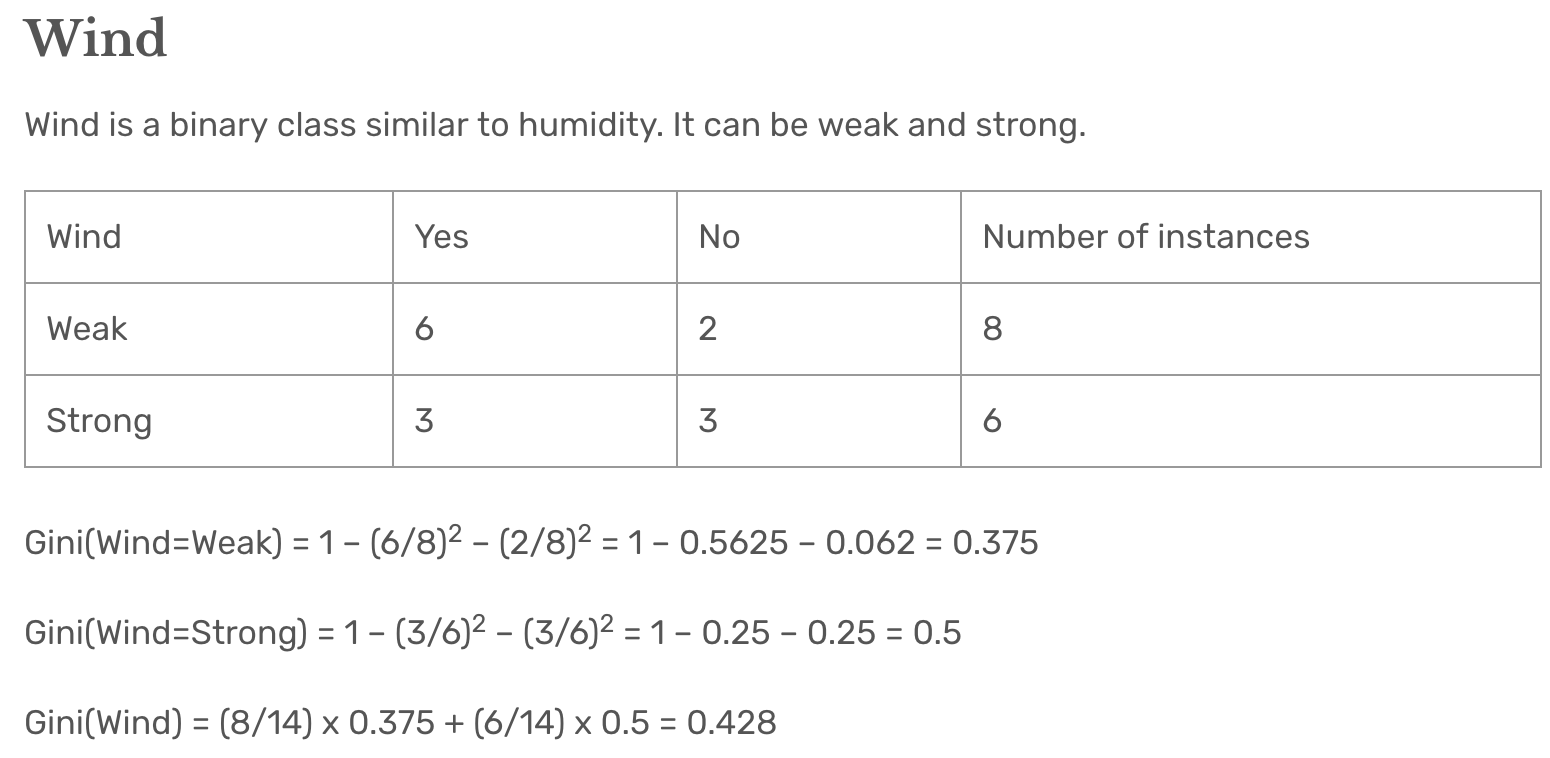 Wind
Wind is a binary class similar to humidity. It can be weak and strong.
Wind Yes No Number of instances
Weak 6 2 8
Strong 3 3 6
Gini(Wind=Weak) = 1 – (6/8)² – (2/8)² = 1 – 0.5625 – 0.062 = 0.375
Gini(Wind=Strong) = 1 – (3/6)² – (3/6)² = 1 – 0.25 – 0.25 = 0.5
Gini(Wind) = (8/14) x 0.375 + (6/14) x 0.5 = 0.428